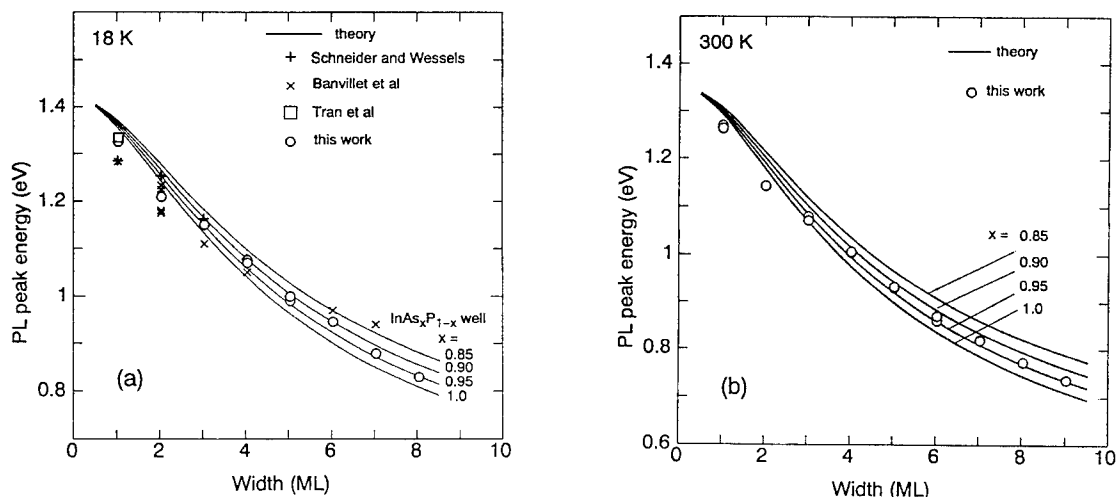 18 K
theory
+ Schneider and Wessels
× Banvillet et al
□ Tran et al
○ this work
1.4
1.2
1
0.8
PL peak energy (eV)
InAsxP1−x well
x =
0.85
0.90
0.95
1.0
(a)
0 2 4 6 8 10
Width (ML)
300 K
theory
○ this work
1.4
1.2
1
0.8
0.6
PL peak energy (eV)
x = 0.85
0.90
0.95
1.0
(b)
0 2 4 6 8 10
Width (ML)